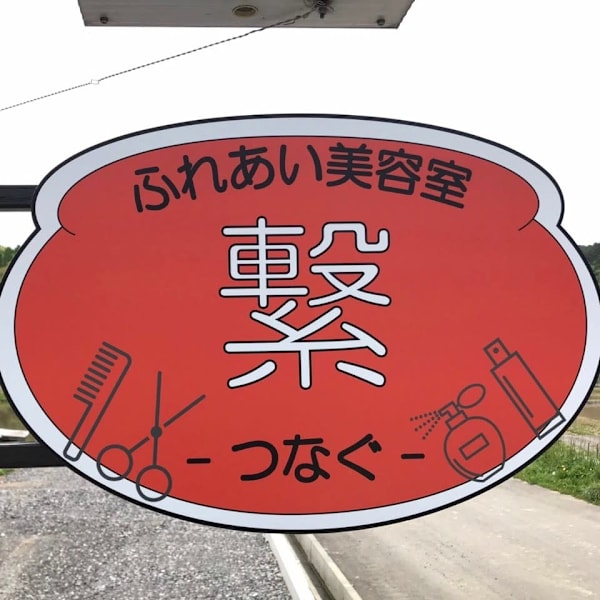 ふれあい美容室
繋
- つなぐ -